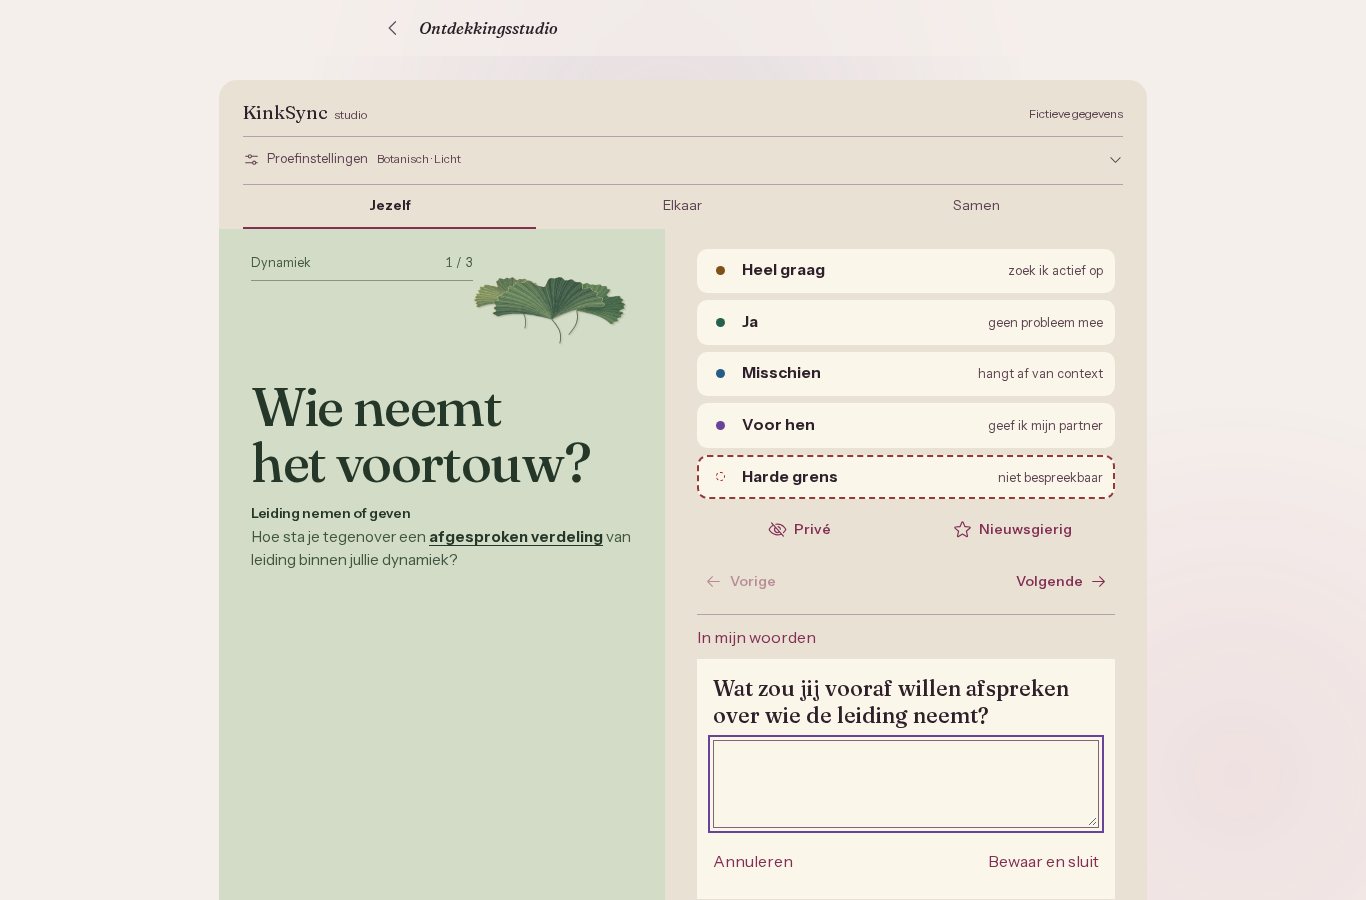 Ontdekkingsstudio
KinkSync studio
Fictieve gegevens
Proefinstellingen Botanisch · Licht
Jezelf
Elkaar
Samen
Dynamiek
1 / 3
Wie neemt
het voortouw?
Leiding nemen of geven
Hoe sta je tegenover een afgesproken verdeling van
leiding binnen jullie dynamiek?
Heel graag
zoek ik actief op
Ja
geen probleem mee
Misschien
hangt af van context
Voor hen
geef ik mijn partner
Harde grens
niet bespreekbaar
Privé
Nieuwsgierig
Vorige
Volgende
In mijn woorden
Wat zou jij vooraf willen afspreken
over wie de leiding neemt?
Annuleren
Bewaar en sluit